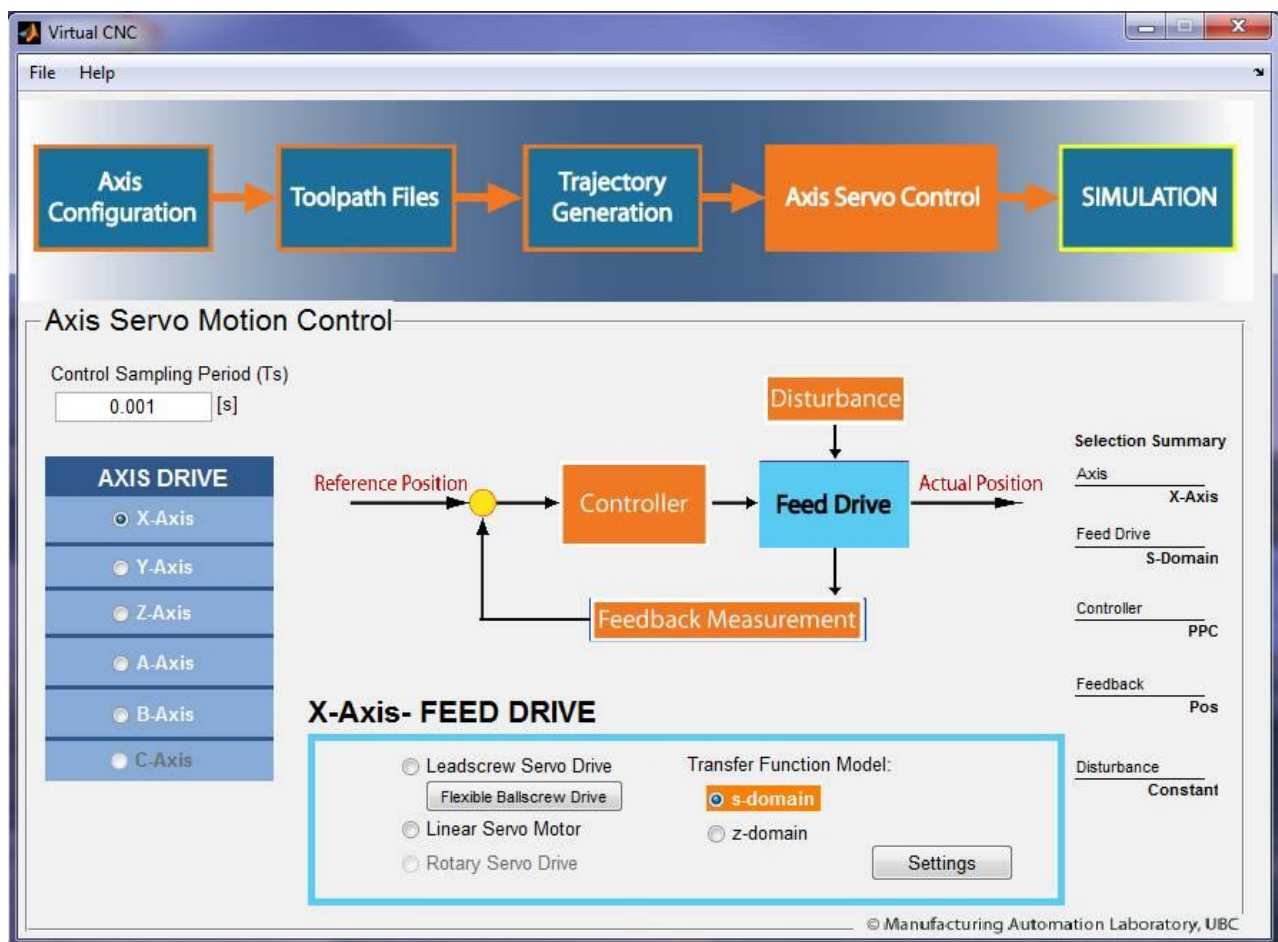 Virtual CNC
File Help
Axis
Configuration
Toolpath Files
Trajectory
Generation
Axis Servo Control
SIMULATION
Axis Servo Motion Control
Control Sampling Period (Ts)
0.001 [s]
AXIS DRIVE
X-Axis
Y-Axis
Z-Axis
A-Axis
B-Axis
C-Axis
Disturbance
Reference Position
Controller
Feed Drive
Actual Position
Feedback Measurement
Selection Summary
Axis
X-Axis
Feed Drive
S-Domain
Controller
PPC
Feedback
Pos
Disturbance
Constant
X-Axis- FEED DRIVE
Leadscrew Servo Drive
Flexible Ballscrew Drive
Linear Servo Motor
Rotary Servo Drive
Transfer Function Model:
s-domain
z-domain
Settings
© Manufacturing Automation Laboratory, UBC